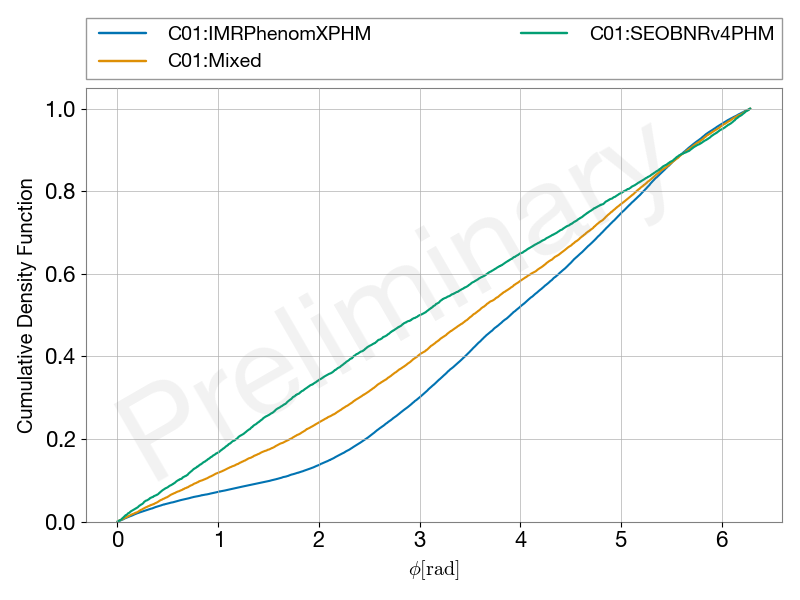 C01:IMRPhenomXPHM
C01:Mixed
C01:SEOBNRv4PHM
1.0
0.8
0.6
0.4
0.2
0.0
Cumulative Density Function
Preliminary
0 1 2 3 4 5 6
ϕ[rad]